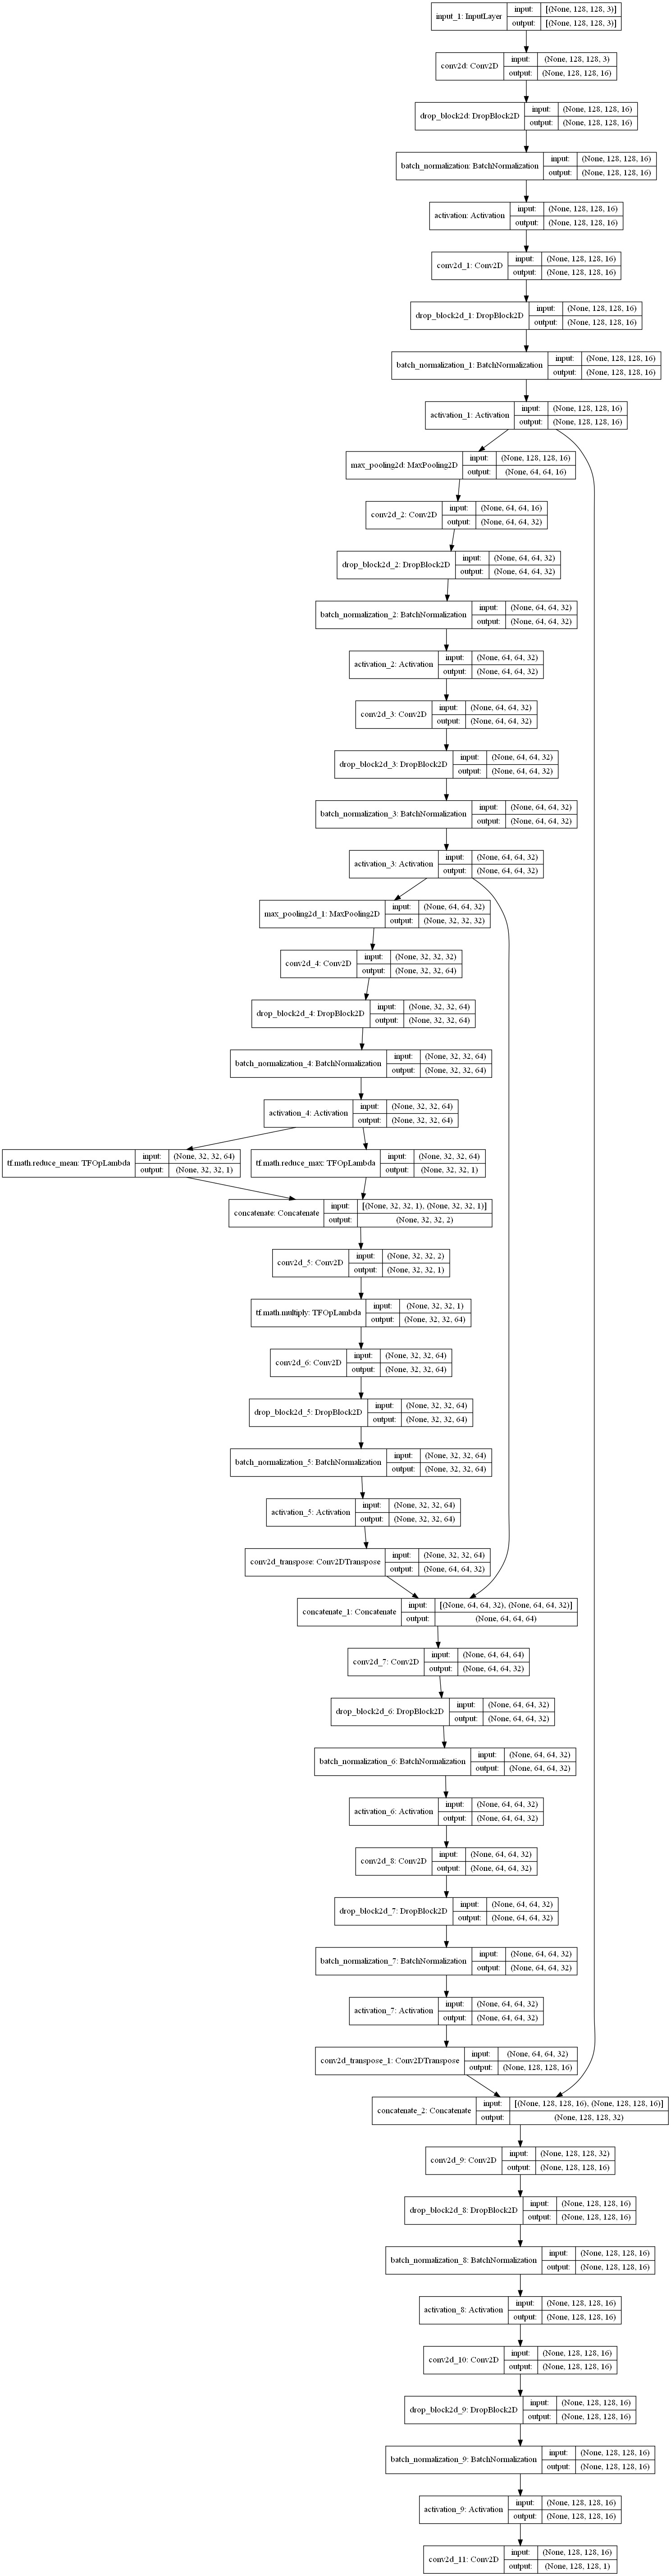 input_1: InputLayer input: [(None, 128, 128, 3)]
output: [(None, 128, 128, 3)]
conv2d: Conv2D input: (None, 128, 128, 3)
output: (None, 128, 128, 16)
drop_block2d: DropBlock2D input: (None, 128, 128, 16)
output: (None, 128, 128, 16)
batch_normalization: BatchNormalization input: (None, 128, 128, 16)
output: (None, 128, 128, 16)
activation: Activation input: (None, 128, 128, 16)
output: (None, 128, 128, 16)
conv2d_1: Conv2D input: (None, 128, 128, 16)
output: (None, 128, 128, 16)
drop_block2d_1: DropBlock2D input: (None, 128, 128, 16)
output: (None, 128, 128, 16)
batch_normalization_1: BatchNormalization input: (None, 128, 128, 16)
output: (None, 128, 128, 16)
activation_1: Activation input: (None, 128, 128, 16)
output: (None, 128, 128, 16)
max_pooling2d: MaxPooling2D input: (None, 128, 128, 16)
output: (None, 64, 64, 16)
conv2d_2: Conv2D input: (None, 64, 64, 16)
output: (None, 64, 64, 32)
drop_block2d_2: DropBlock2D input: (None, 64, 64, 32)
output: (None, 64, 64, 32)
batch_normalization_2: BatchNormalization input: (None, 64, 64, 32)
output: (None, 64, 64, 32)
activation_2: Activation input: (None, 64, 64, 32)
output: (None, 64, 64, 32)
conv2d_3: Conv2D input: (None, 64, 64, 32)
output: (None, 64, 64, 32)
drop_block2d_3: DropBlock2D input: (None, 64, 64, 32)
output: (None, 64, 64, 32)
batch_normalization_3: BatchNormalization input: (None, 64, 64, 32)
output: (None, 64, 64, 32)
activation_3: Activation input: (None, 64, 64, 32)
output: (None, 64, 64, 32)
max_pooling2d_1: MaxPooling2D input: (None, 64, 64, 32)
output: (None, 32, 32, 32)
conv2d_4: Conv2D input: (None, 32, 32, 32)
output: (None, 32, 32, 64)
drop_block2d_4: DropBlock2D input: (None, 32, 32, 64)
output: (None, 32, 32, 64)
batch_normalization_4: BatchNormalization input: (None, 32, 32, 64)
output: (None, 32, 32, 64)
activation_4: Activation input: (None, 32, 32, 64)
output: (None, 32, 32, 64)
tf.math.reduce_mean: TFOpLambda input: (None, 32, 32, 64)
output: (None, 32, 32, 1)
tf.math.reduce_max: TFOpLambda input: (None, 32, 32, 64)
output: (None, 32, 32, 1)
concatenate: Concatenate input: [(None, 32, 32, 1), (None, 32, 32, 1)]
output: (None, 32, 32, 2)
conv2d_5: Conv2D input: (None, 32, 32, 2)
output: (None, 32, 32, 1)
tf.math.multiply: TFOpLambda input: (None, 32, 32, 1)
output: (None, 32, 32, 64)
conv2d_6: Conv2D input: (None, 32, 32, 64)
output: (None, 32, 32, 64)
drop_block2d_5: DropBlock2D input: (None, 32, 32, 64)
output: (None, 32, 32, 64)
batch_normalization_5: BatchNormalization input: (None, 32, 32, 64)
output: (None, 32, 32, 64)
activation_5: Activation input: (None, 32, 32, 64)
output: (None, 32, 32, 64)
conv2d_transpose: Conv2DTranspose input: (None, 32, 32, 64)
output: (None, 64, 64, 32)
concatenate_1: Concatenate input: [(None, 64, 64, 32), (None, 64, 64, 32)]
output: (None, 64, 64, 64)
conv2d_7: Conv2D input: (None, 64, 64, 64)
output: (None, 64, 64, 32)
drop_block2d_6: DropBlock2D input: (None, 64, 64, 32)
output: (None, 64, 64, 32)
batch_normalization_6: BatchNormalization input: (None, 64, 64, 32)
output: (None, 64, 64, 32)
activation_6: Activation input: (None, 64, 64, 32)
output: (None, 64, 64, 32)
conv2d_8: Conv2D input: (None, 64, 64, 32)
output: (None, 64, 64, 32)
drop_block2d_7: DropBlock2D input: (None, 64, 64, 32)
output: (None, 64, 64, 32)
batch_normalization_7: BatchNormalization input: (None, 64, 64, 32)
output: (None, 64, 64, 32)
activation_7: Activation input: (None, 64, 64, 32)
output: (None, 64, 64, 32)
conv2d_transpose_1: Conv2DTranspose input: (None, 64, 64, 32)
output: (None, 128, 128, 16)
concatenate_2: Concatenate input: [(None, 128, 128, 16), (None, 128, 128, 16)]
output: (None, 128, 128, 32)
conv2d_9: Conv2D input: (None, 128, 128, 32)
output: (None, 128, 128, 16)
drop_block2d_8: DropBlock2D input: (None, 128, 128, 16)
output: (None, 128, 128, 16)
batch_normalization_8: BatchNormalization input: (None, 128, 128, 16)
output: (None, 128, 128, 16)
activation_8: Activation input: (None, 128, 128, 16)
output: (None, 128, 128, 16)
conv2d_10: Conv2D input: (None, 128, 128, 16)
output: (None, 128, 128, 16)
drop_block2d_9: DropBlock2D input: (None, 128, 128, 16)
output: (None, 128, 128, 16)
batch_normalization_9: BatchNormalization input: (None, 128, 128, 16)
output: (None, 128, 128, 16)
activation_9: Activation input: (None, 128, 128, 16)
output: (None, 128, 128, 16)
conv2d_11: Conv2D input: (None, 128, 128, 16)
output: (None, 128, 128, 1)